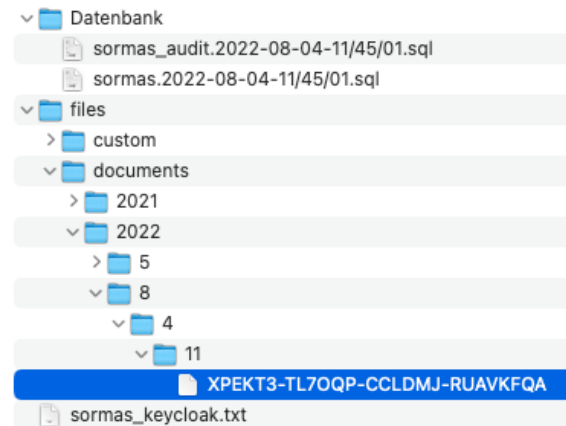 Datenbank
sormas_audit.2022-08-04-11/45/01.sql
sormas.2022-08-04-11/45/01.sql
files
custom
documents
2021
2022
5
8
4
11
XPEKT3-TL7OQP-CCLDMJ-RUAVKFQA
sormas_keycloak.txt